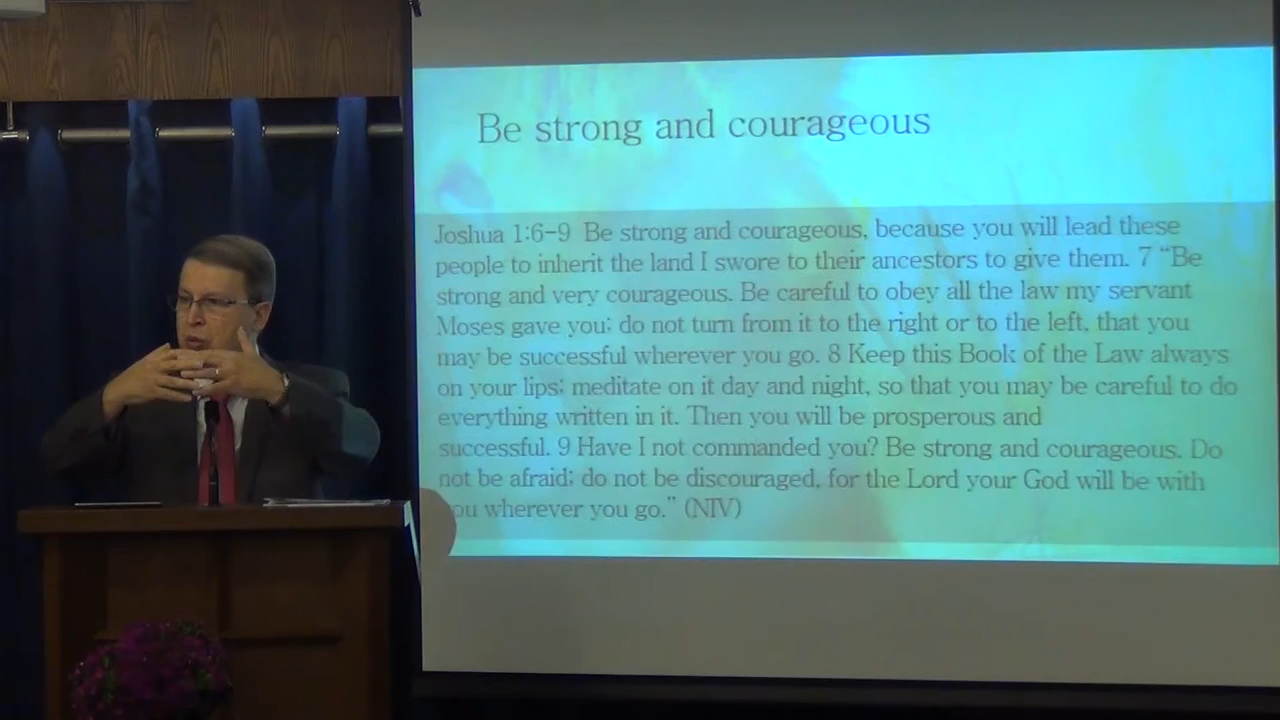 Be strong and courageous
Joshua 1:6-9 Be strong and courageous, because you will lead these
people to inherit the land I swore to their ancestors to give them. 7 “Be
strong and very courageous. Be careful to obey all the law my servant
Moses gave you; do not turn from it to the right or to the left, that you
may be successful wherever you go. 8 Keep this Book of the Law always
on your lips; meditate on it day and night, so that you may be careful to do
everything written in it. Then you will be prosperous and
successful. 9 Have I not commanded you? Be strong and courageous. Do
not be afraid; do not be discouraged, for the Lord your God will be with
ou wherever you go.” (NIV)